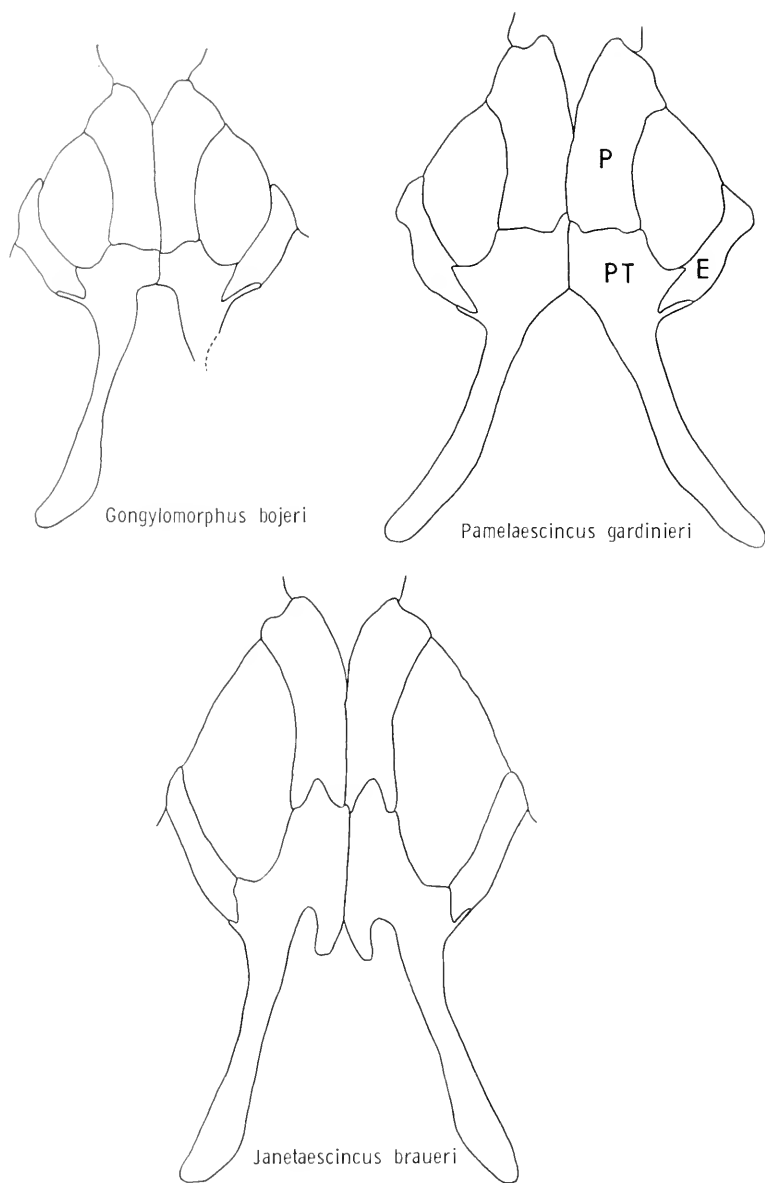 P
PT
E
Gongylomorphus bojeri
Pamelaescincus gardinieri
Janetaescincus braueri